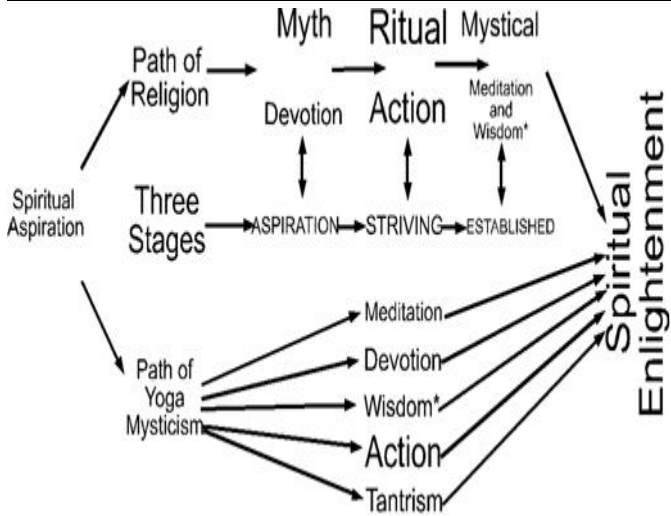 Myth Ritual Mystical
Path of
Religion
Devotion Action Meditation
and
Wisdom*
Spiritual
Aspiration
Three
Stages
ASPIRATION STRIVING ESTABLISHED
Spiritual
Enlightenment
Path of
Yoga
Mysticism
Meditation
Devotion
Wisdom*
Action
Tantrism